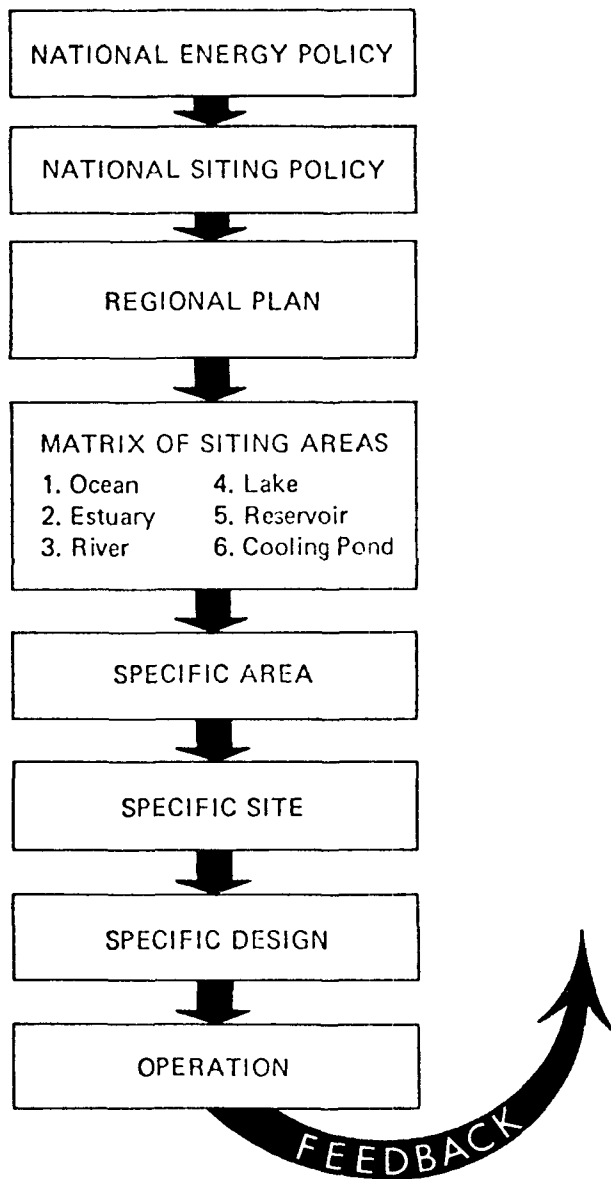 NATIONAL ENERGY POLICY
NATIONAL SITING POLICY
REGIONAL PLAN
MATRIX OF SITING AREAS
1. Ocean 4. Lake
2. Estuary 5. Reservoir
3. River 6. Cooling Pond
SPECIFIC AREA
SPECIFIC SITE
SPECIFIC DESIGN
OPERATION
FEEDBACK